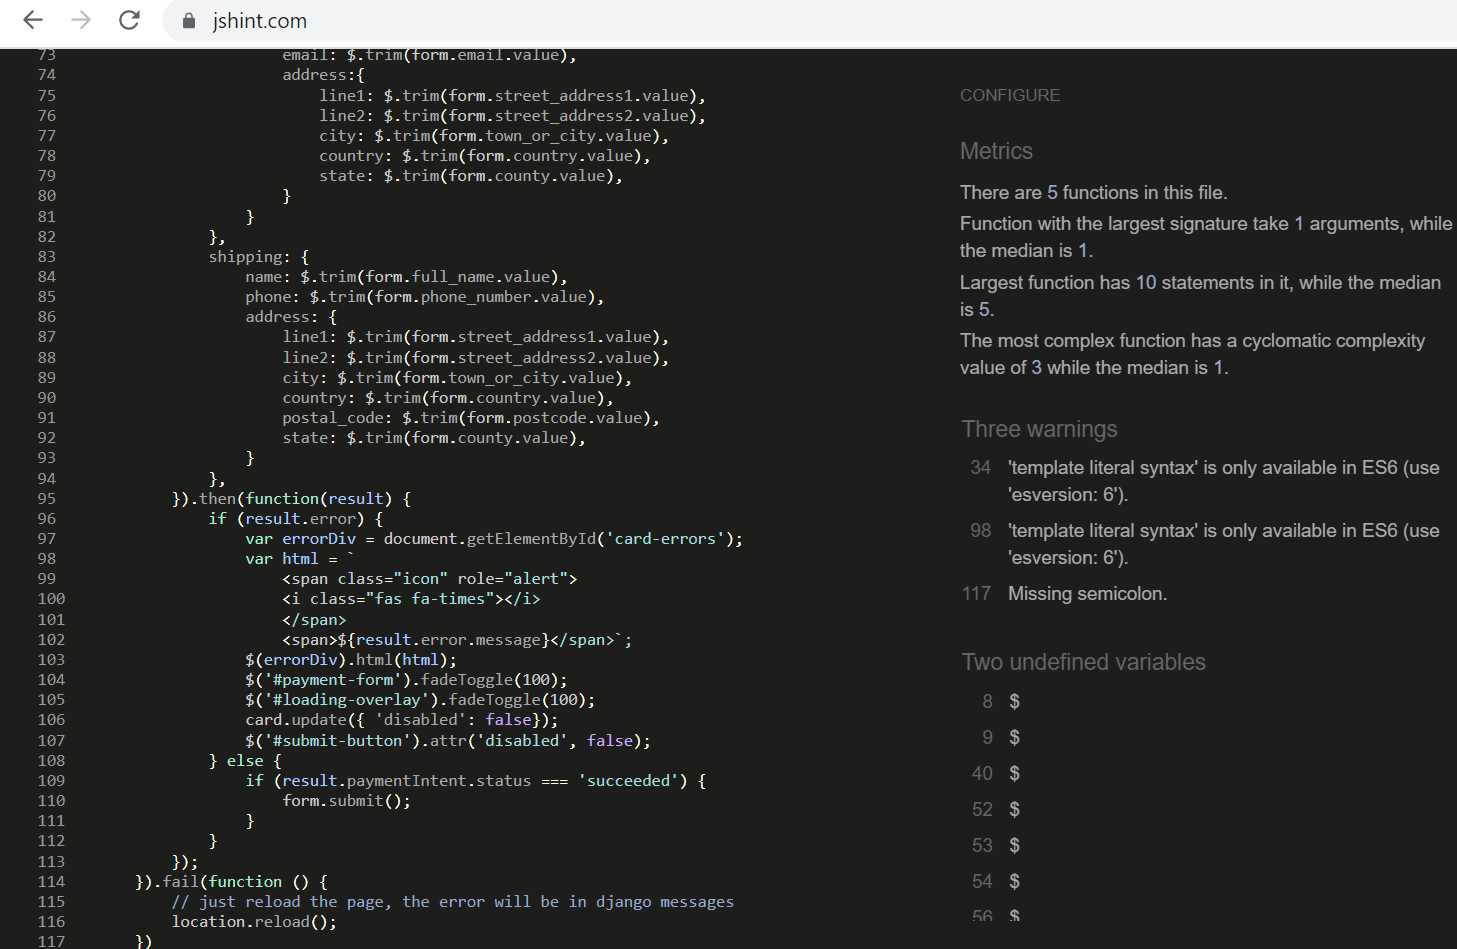 jshint.com
73 email: $.trim(form.email.value),
74 address:{
75 line1: $.trim(form.street_address1.value),
76 line2: $.trim(form.street_address2.value),
77 city: $.trim(form.town_or_city.value),
78 country: $.trim(form.country.value),
79 state: $.trim(form.county.value),
80 }
81 }
82 },
83 shipping: {
84 name: $.trim(form.full_name.value),
85 phone: $.trim(form.phone_number.value),
86 address: {
87 line1: $.trim(form.street_address1.value),
88 line2: $.trim(form.street_address2.value),
89 city: $.trim(form.town_or_city.value),
90 country: $.trim(form.country.value),
91 postal_code: $.trim(form.postcode.value),
92 state: $.trim(form.county.value),
93 }
94 },
95 }).then(function(result) {
96 if (result.error) {
97 var errorDiv = document.getElementById('card-errors');
98 var html = `
99 <span class="icon" role="alert">
100 <i class="fas fa-times"></i>
101 </span>
102 <span>${result.error.message}</span>`;
103 $(errorDiv).html(html);
104 $('#payment-form').fadeToggle(100);
105 $('#loading-overlay').fadeToggle(100);
106 card.update({ 'disabled': false});
107 $('#submit-button').attr('disabled', false);
108 } else {
109 if (result.paymentIntent.status === 'succeeded') {
110 form.submit();
111 }
112 }
113 });
114 }).fail(function () {
115 // just reload the page, the error will be in django messages
116 location.reload();
117 })
CONFIGURE
Metrics
There are 5 functions in this file.
Function with the largest signature take 1 arguments, while
the median is 1.
Largest function has 10 statements in it, while the median
is 5.
The most complex function has a cyclomatic complexity
value of 3 while the median is 1.
Three warnings
34 'template literal syntax' is only available in ES6 (use
'esversion: 6').
98 'template literal syntax' is only available in ES6 (use
'esversion: 6').
117 Missing semicolon.
Two undefined variables
8 $
9 $
40 $
52 $
53 $
54 $
56 $